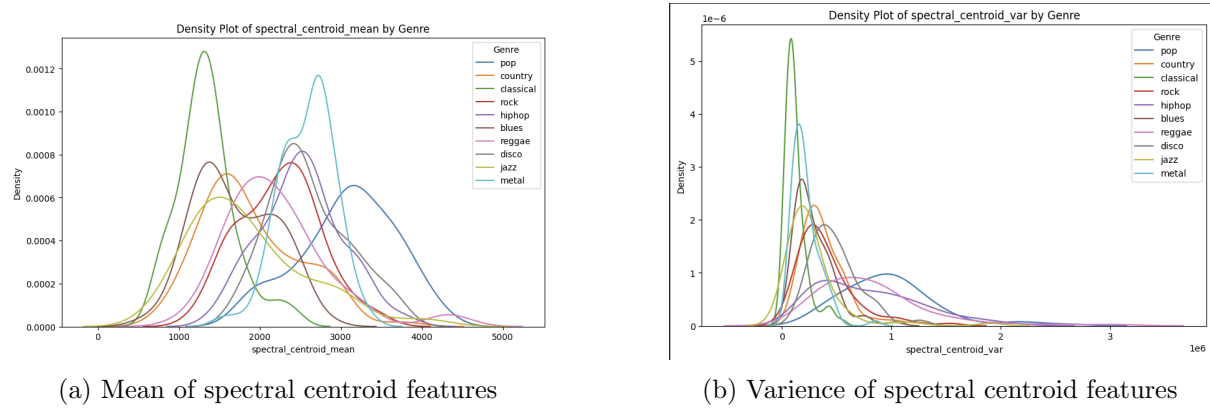 Density Plot of spectral_centroid_mean by Genre
Density
0.0012
0.0010
0.0008
0.0006
0.0004
0.0002
0.0000
0
1000
2000
3000
4000
5000
spectral_centroid_mean
Genre
pop
country
classical
rock
hiphop
blues
reggae
disco
jazz
metal
(a) Mean of spectral centroid features
1e−6
Density Plot of spectral_centroid_var by Genre
Density
5
4
3
2
1
0
0
1
2
3
1e6
spectral_centroid_var
Genre
pop
country
classical
rock
hiphop
blues
reggae
disco
jazz
metal
(b) Varience of spectral centroid features